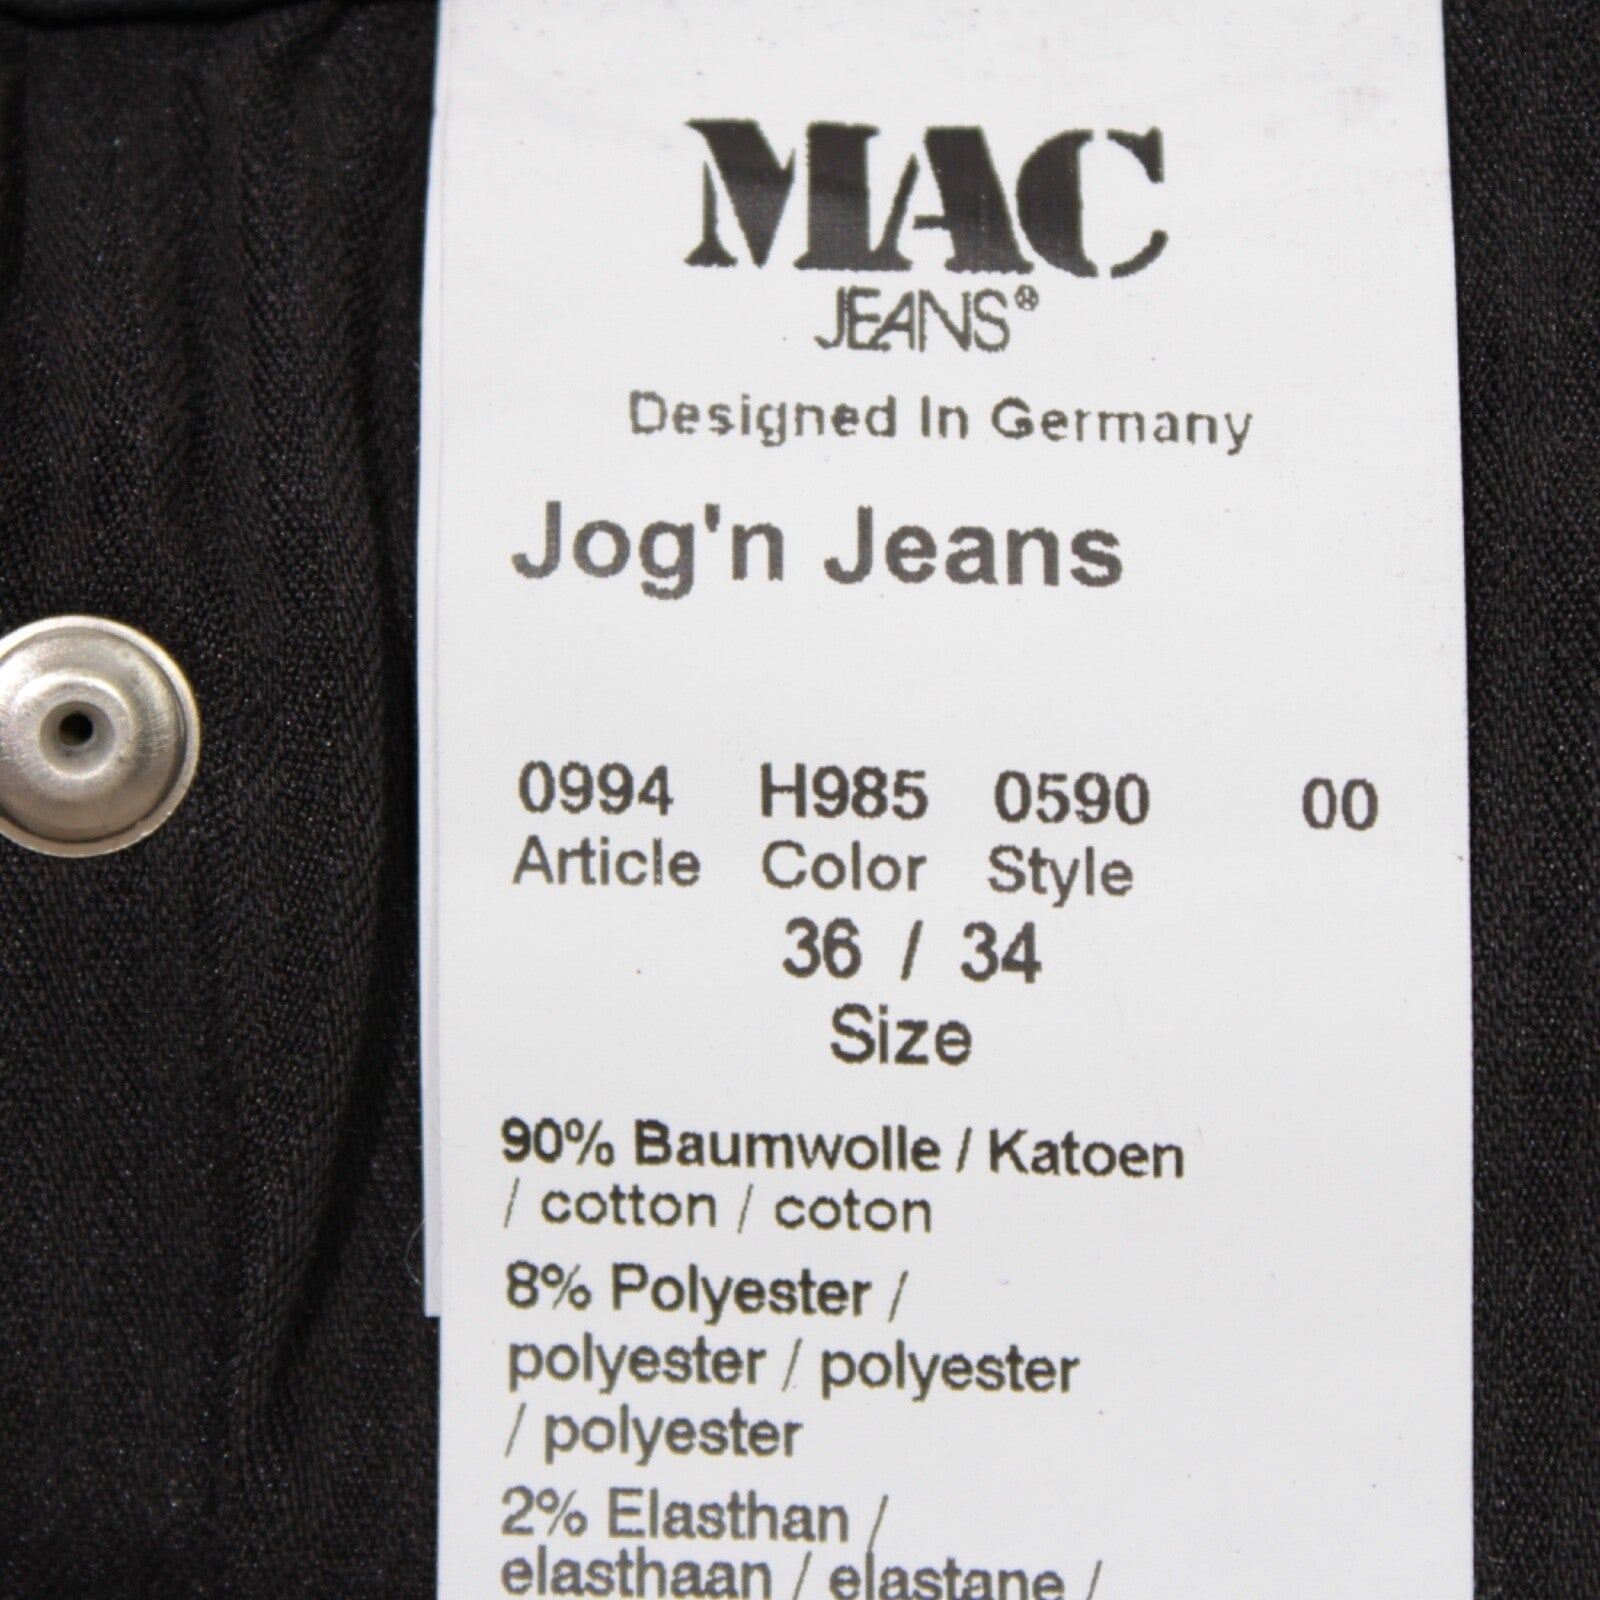 MAC
JEANS®
Designed In Germany
Jog'n Jeans
0994 H985 0590 00
Article Color Style
36 / 34
Size
90% Baumwolle / Katoen
/ cotton / coton
8% Polyester /
polyester / polyester
/ polyester
2% Elasthan /
elasthaan / elastane /